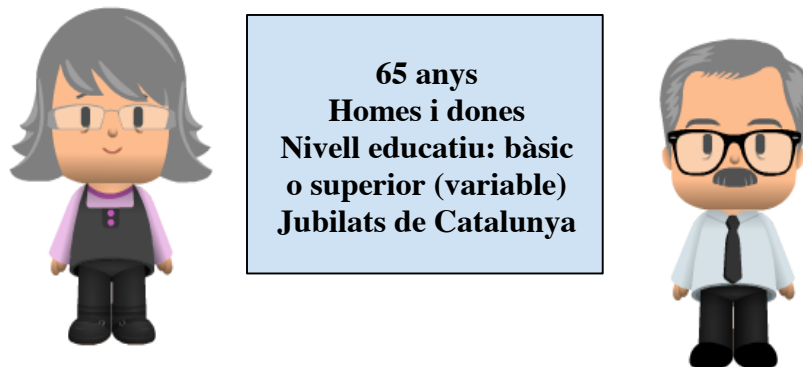 65 anys
Homes i dones
Nivell educatiu: bàsic
o superior (variable)
Jubilats de Catalunya